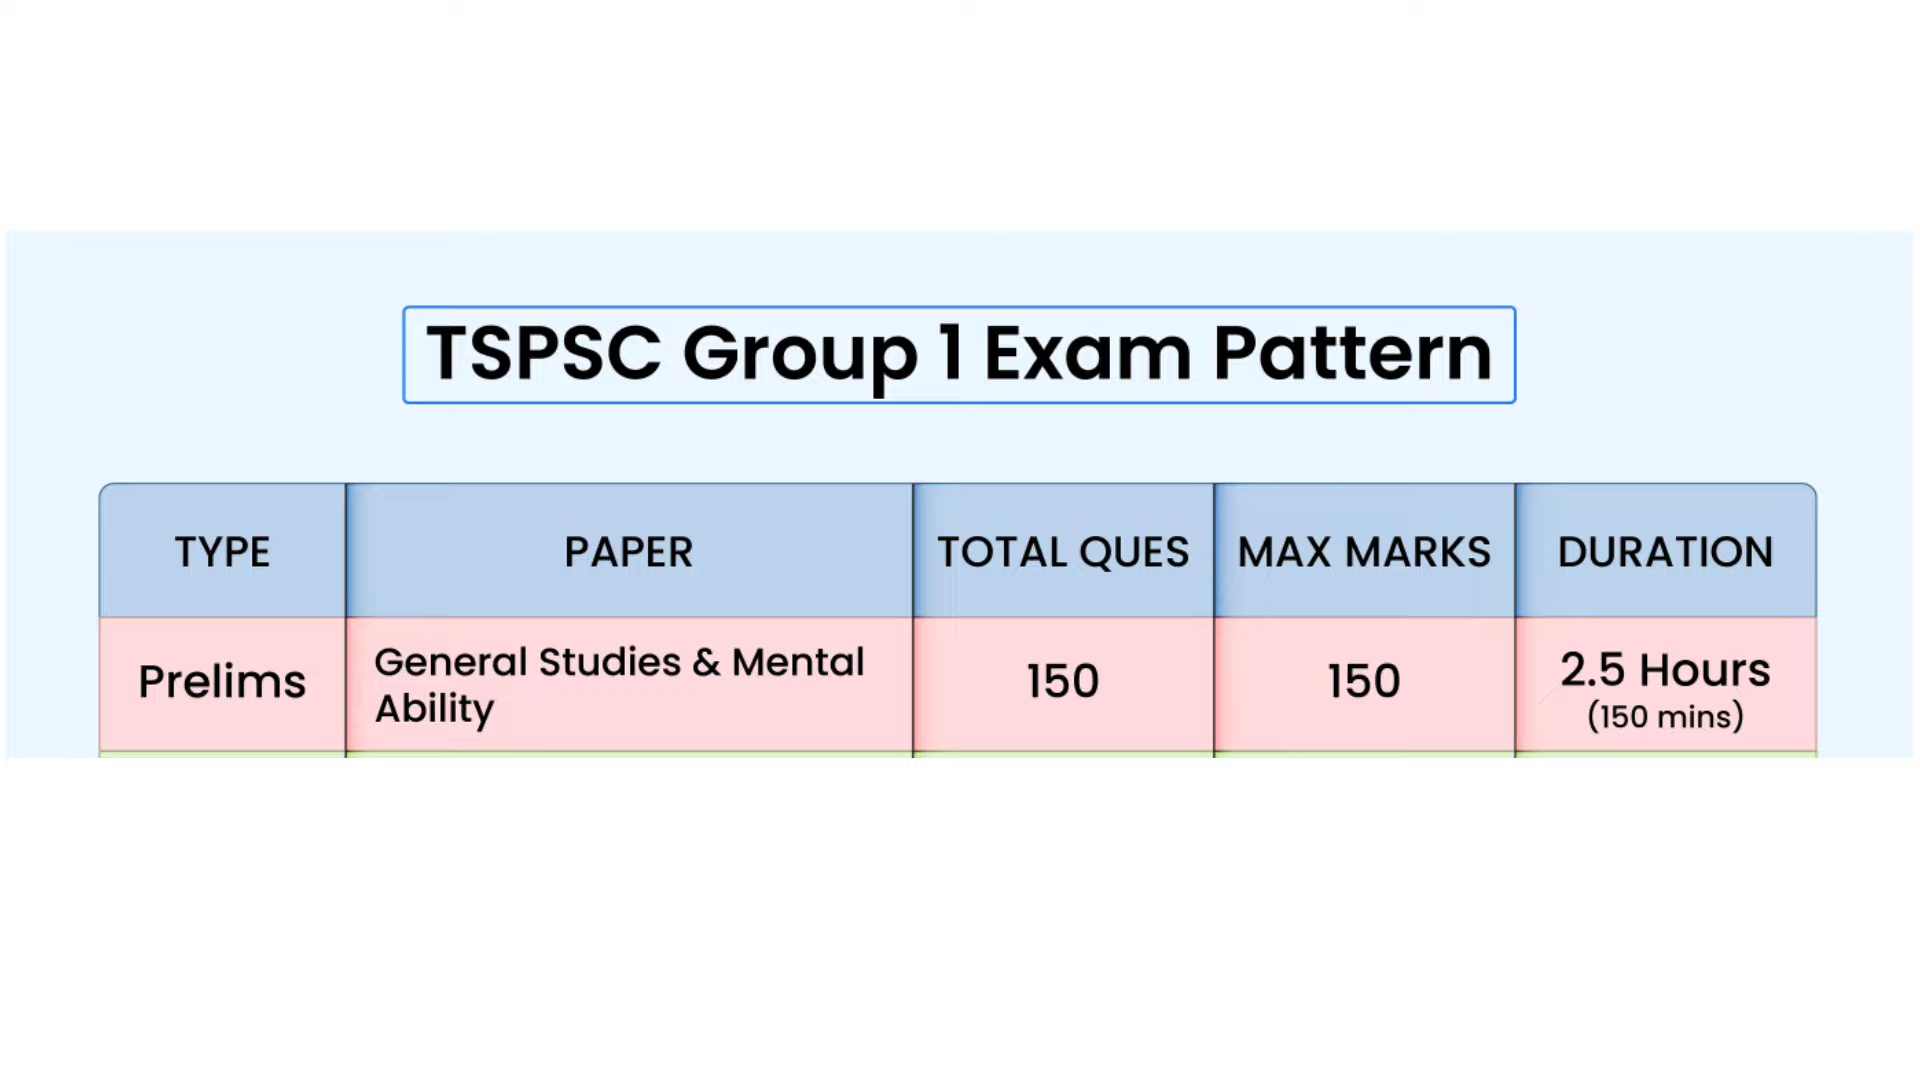 TSPSC Group 1 Exam Pattern
TYPE PAPER TOTAL QUES MAX MARKS DURATION
Prelims General Studies & Mental Ability 150 150 2.5 Hours (150 mins)